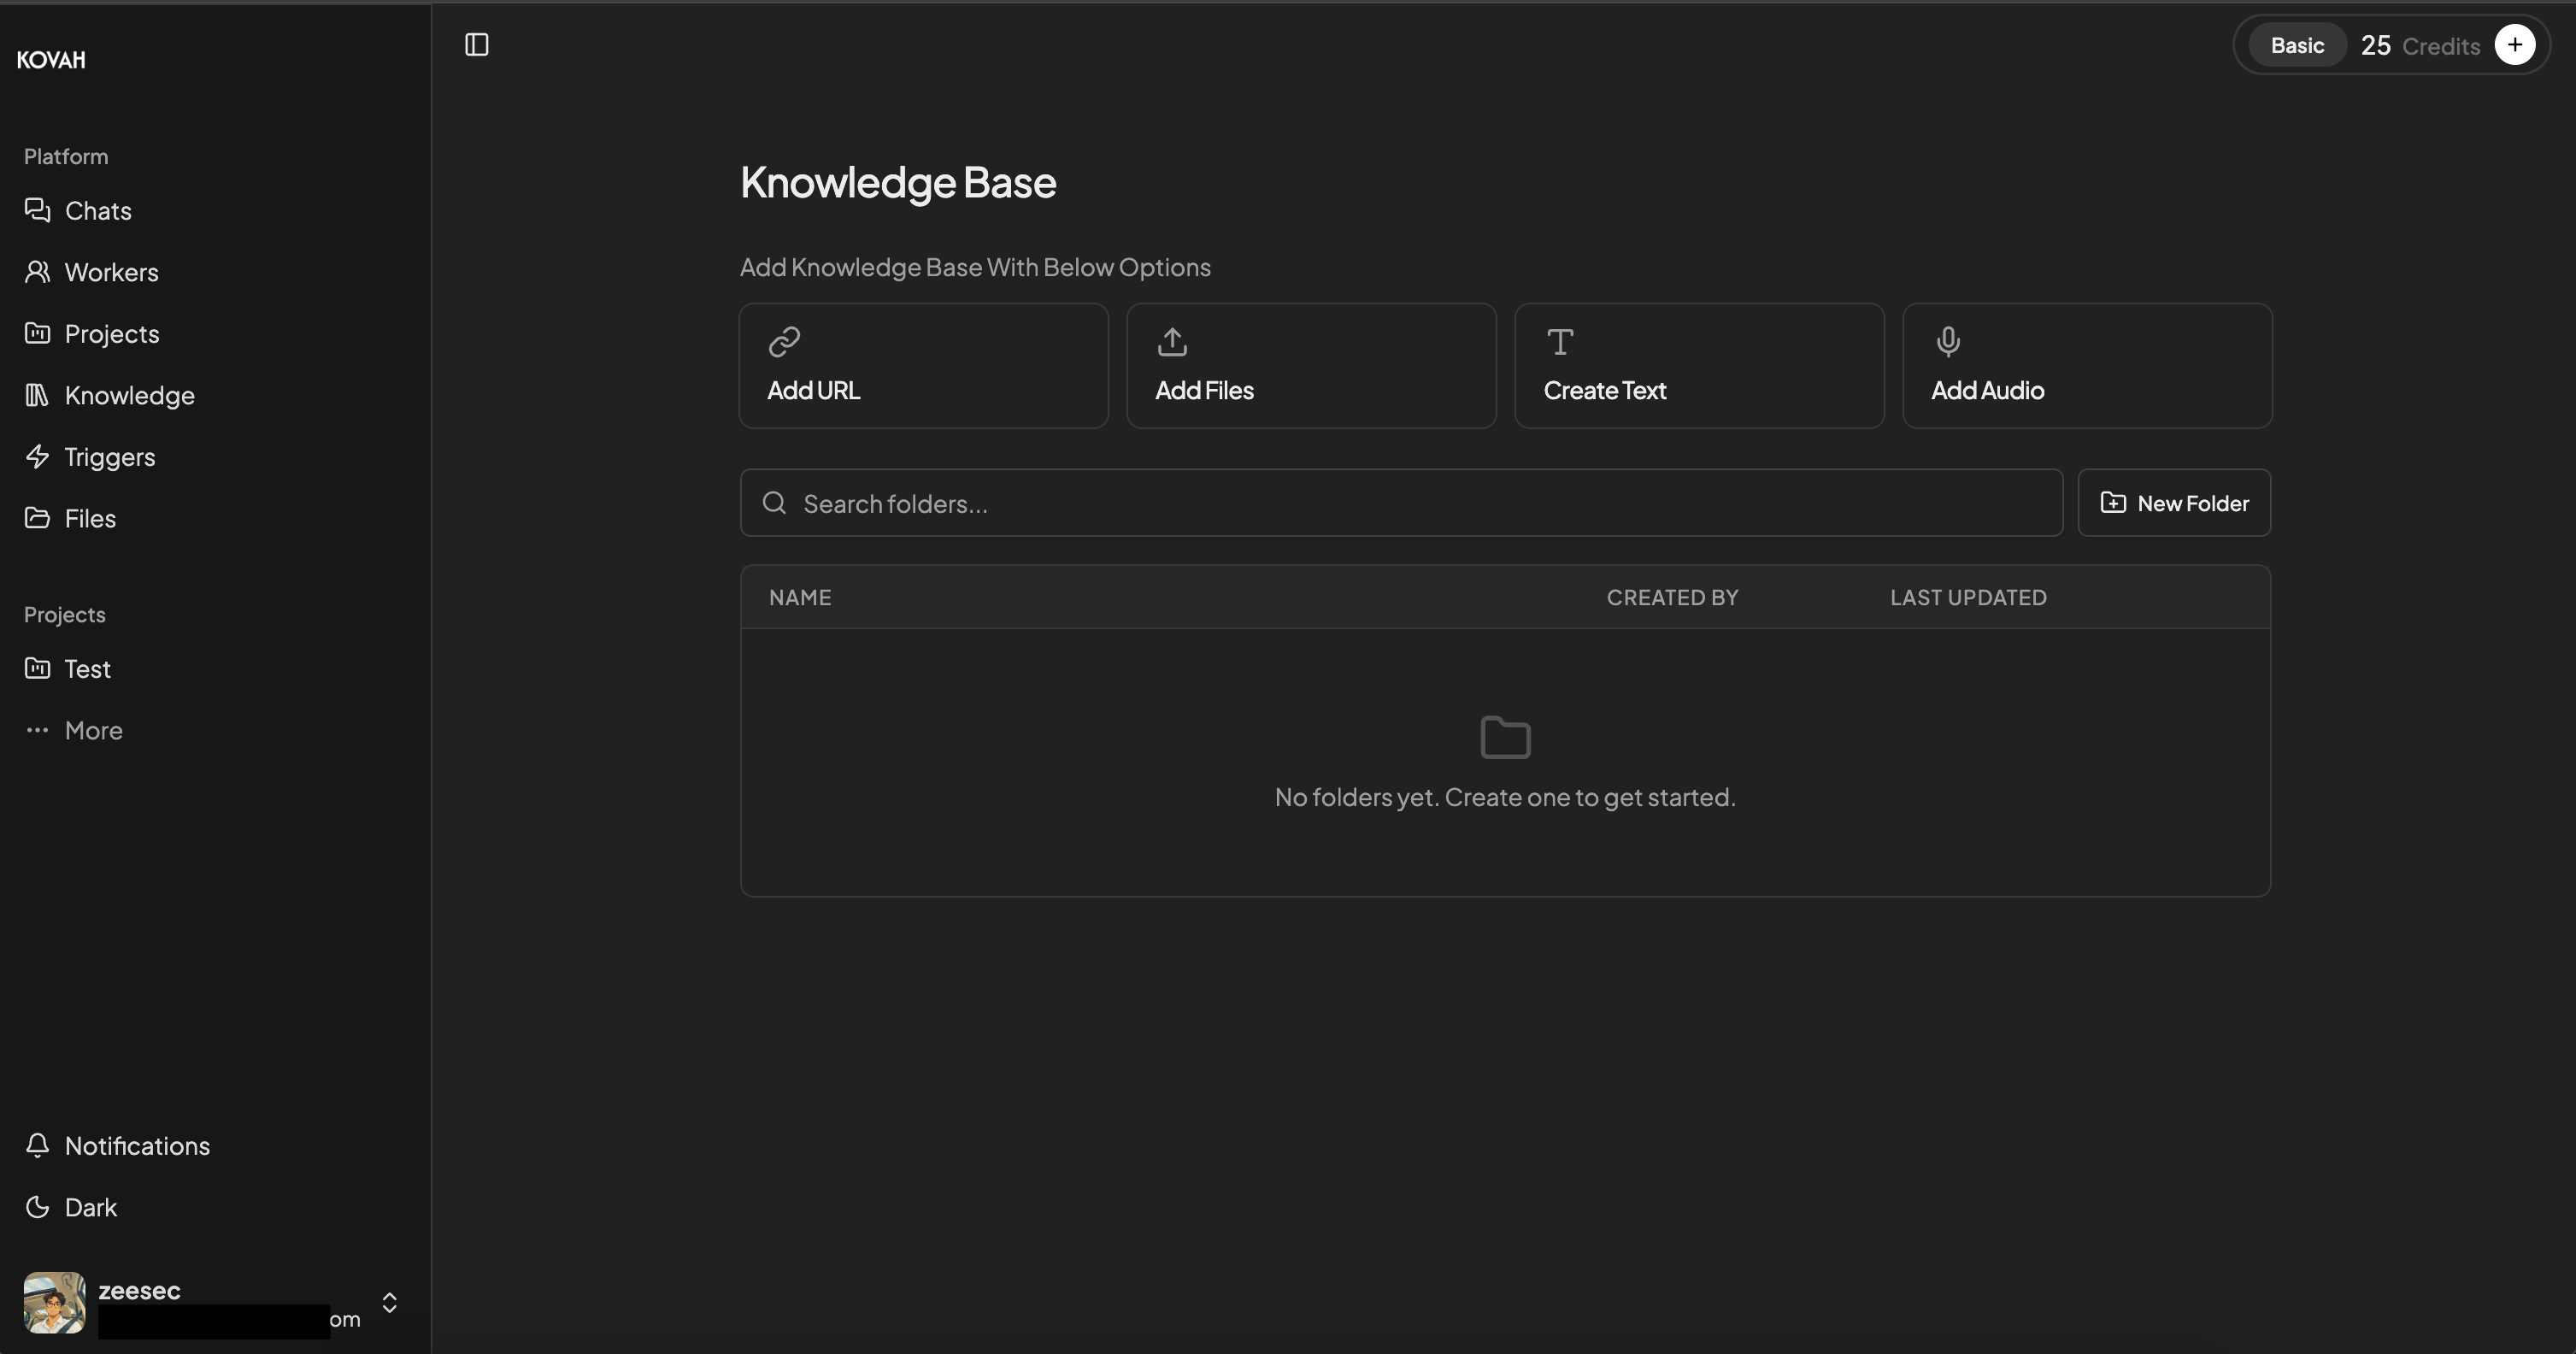 KOVAH
Platform
Chats
Workers
Projects
Knowledge
Triggers
Files
Projects
Test
More
Notifications
Dark
zeesec
om
Basic 25 Credits
Knowledge Base
Add Knowledge Base With Below Options
Add URL
Add Files
Create Text
Add Audio
Search folders...
New Folder
NAME CREATED BY LAST UPDATED
No folders yet. Create one to get started.